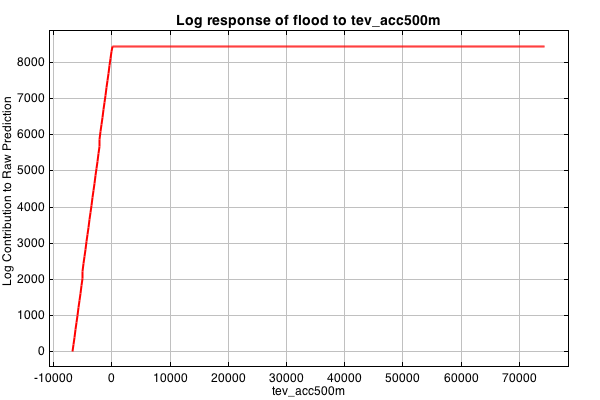 Log response of flood to tev_acc500m
Log Contribution to Raw Prediction
8000
7000
6000
5000
4000
3000
2000
1000
0
-10000 0 10000 20000 30000 40000 50000 60000 70000
tev_acc500m